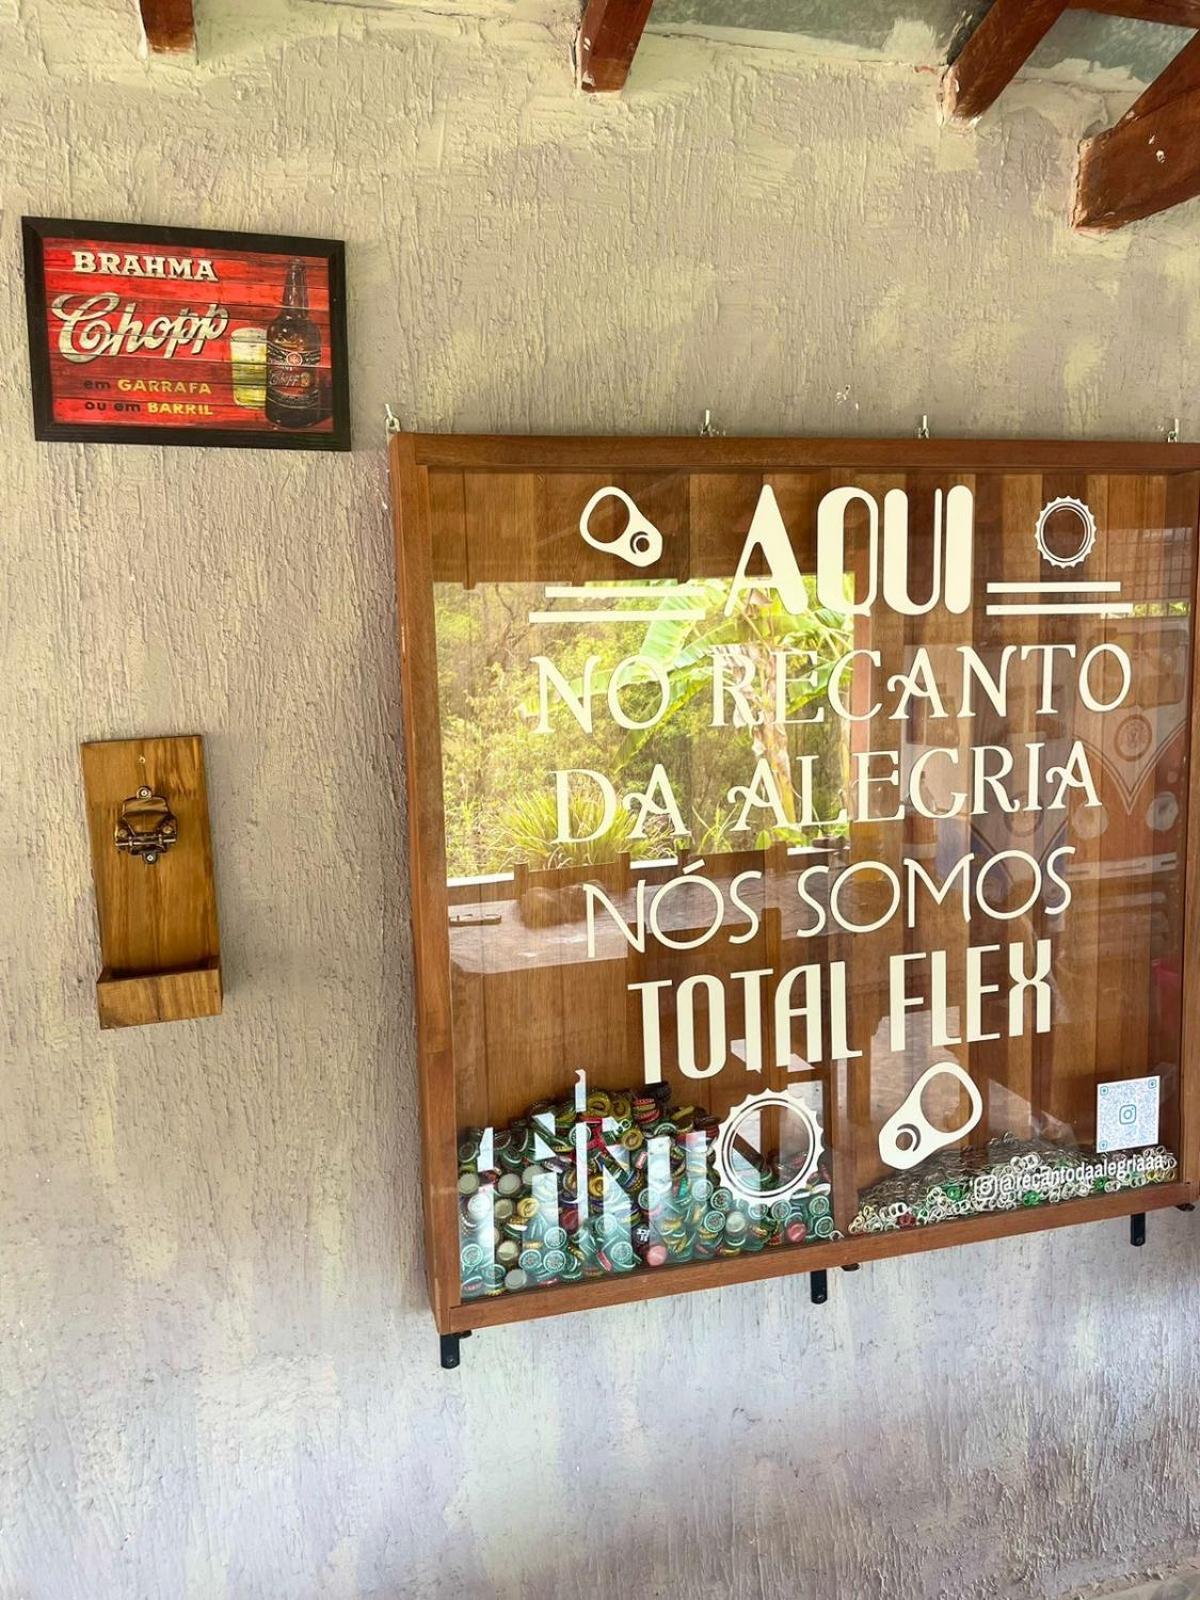 BRAHMA
Chopp
em GARRAFA
ou em BARRIL
AQUI
NO RECANTO
DA ALEGRIA
NÓS SOMOS
TOTAL FLEX
@recantodaalegriaaa